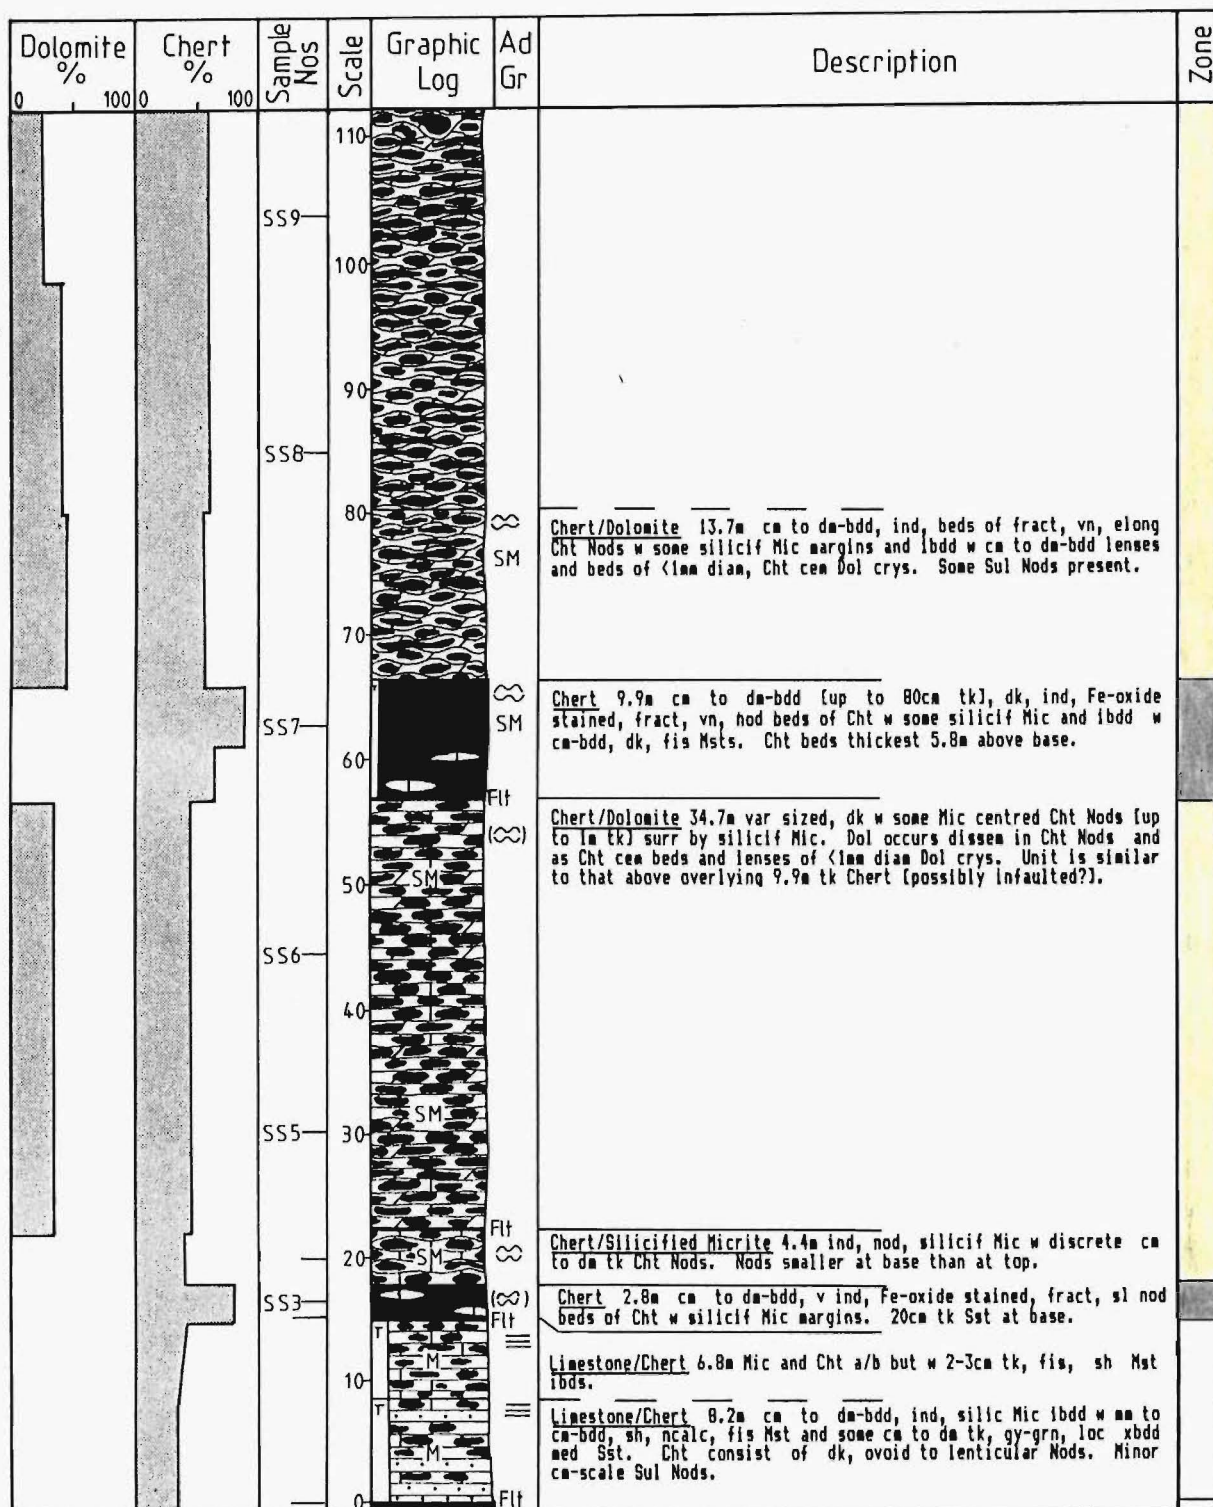 Dolomite % 0 100
Chert % 0 100
Sample Nos
Scale
Graphic Log
Ad Gr
Description
Zone
110
SS9
100
90
SS8
80
SM
Chert/Dolomite 13.7m cm to dm-bdd, ind, beds of fract, vn, elong
Cht Nods w some silicif Mic margins and ibdd w cm to dm-bdd lenses
and beds of <1mm diam, Cht cem Dol crys. Some Sul Nods present.
70
SS7
SM
Chert 9.9m cm to dm-bdd [up to 80cm tk], dk, ind, Fe-oxide
stained, fract, vn, nod beds of Cht w some silicif Mic and ibdd w
cm-bdd, dk, fis Msts. Cht beds thickest 5.8m above base.
60
Flt
Chert/Dolomite 34.7m var sized, dk w some Mic centred Cht Nods [up
to 1m tk] surr by silicif Mic. Dol occurs dissem in Cht Nods and
as Cht cem beds and lenses of <1mm diam Dol crys. Unit is similar
to that above overlying 9.9m tk Chert [possibly infaulted?].
SM
50
SS6
40
SM
SS5
30
Flt
Chert/Silicified Micrite 4.4m ind, nod, silicif Mic w discrete cm
to dm tk Cht Nods. Nods smaller at base than at top.
20
SM
SS3
Chert 2.8m cm to dm-bdd, v ind, Fe-oxide stained, fract, sl nod
beds of Cht w silicif Mic margins. 20cm tk Sst at base.
Flt
T
M
Limestone/Chert 6.8m Mic and Cht a/b but w 2-3cm tk, fis, sh Mst
ibds.
10
T
Limestone/Chert 8.2m cm to dm-bdd, ind, silic Mic ibdd w mm to
cm-bdd, sh, ncalc, fis Mst and some cm to dm tk, gy-grn, loc xbdd
med Sst. Cht consist of dk, ovoid to lenticular Nods. Minor
cm-scale Sul Nods.
M
0
Flt